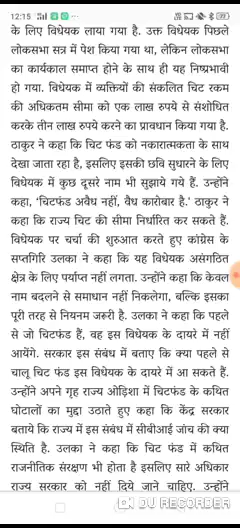 12:15
के लिए विधेयक लाया गया है. उक्त विधेयक पिछले
लोकसभा सत्र में पेश किया गया था, लेकिन लोकसभा
का कार्यकाल समाप्त होने के साथ ही यह निष्प्रभावी
हो गया. विधेयक में व्यक्तियों की संकलित चिट रकम
की अधिकतम सीमा को एक लाख रुपये से संशोधित
करके तीन लाख रुपये करने का प्रावधान किया गया है.
ठाकुर ने कहा कि चिट फंड को नकारात्मकता के साथ
देखा जाता रहा है, इसलिए इसकी छवि सुधारने के लिए
विधेयक में कुछ दूसरे नाम भी सुझाये गये हैं. उन्होंने
कहा, 'चिटफंड अवैध नहीं, वैध कारोबार है.' ठाकुर ने
कहा कि राज्य चिट की सीमा निर्धारित कर सकते हैं.
विधेयक पर चर्चा की शुरुआत करते हुए कांग्रेस के
सप्तगिरि उलका ने कहा कि यह विधेयक असंगठित
क्षेत्र के लिए पर्याप्त नहीं लगता. उन्होंने कहा कि केवल
नाम बदलने से समाधान नहीं निकलेगा, बल्कि इसका
पूरी तरह से नियनम जरुरी है. उलका ने कहा कि पहले
से जो चिटफंड हैं, वह इस विधेयक के दायरे में नहीं
आयेंगे. सरकार इस संबंध में बताए कि क्या पहले से
चालू चिट फंड इस विधेयक के दायरे में आ सकते हैं.
उन्होंने अपने गृह राज्य ओड़िशा में चिटफंड के कथित
घोटालों का मुद्दा उठाते हुए कहा कि केंद्र सरकार
बताये कि राज्य में इस संबंध में सीबीआई जांच की क्या
स्थिति है. उलका ने कहा कि चिट फंड में कथित
राजनीतिक संरक्षण भी होता है इसलिए सारे अधिकार
राज्य सरकार को नहीं दिये जाने चाहिए. उन्होंने
DU RECORDER